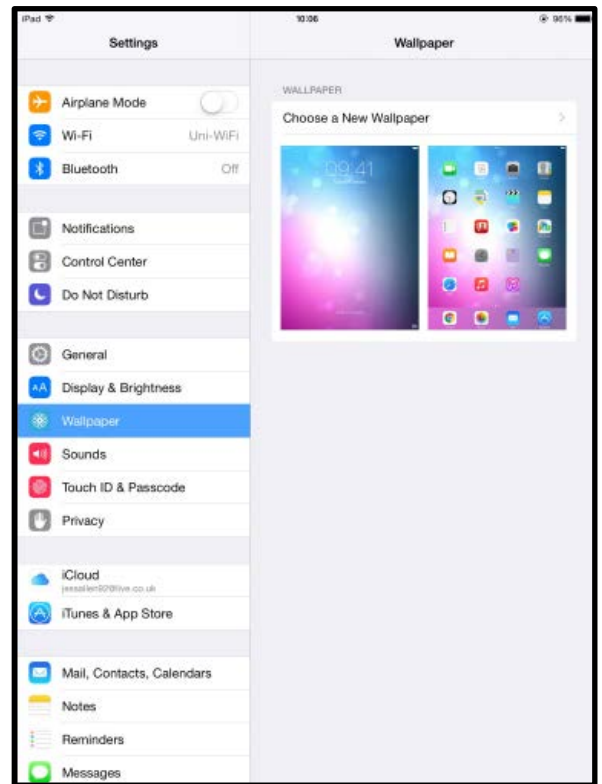 iPad 10:06 95%
Settings
Wallpaper
Airplane Mode
Wi-Fi Uni-WiFi
Bluetooth Off
Notifications
Control Center
Do Not Disturb
General
Display & Brightness
Wallpaper
Sounds
Touch ID & Passcode
Privacy
iCloud
iTunes & App Store
Mail, Contacts, Calendars
Notes
Reminders
Messages
WALLPAPER
Choose a New Wallpaper
09:41